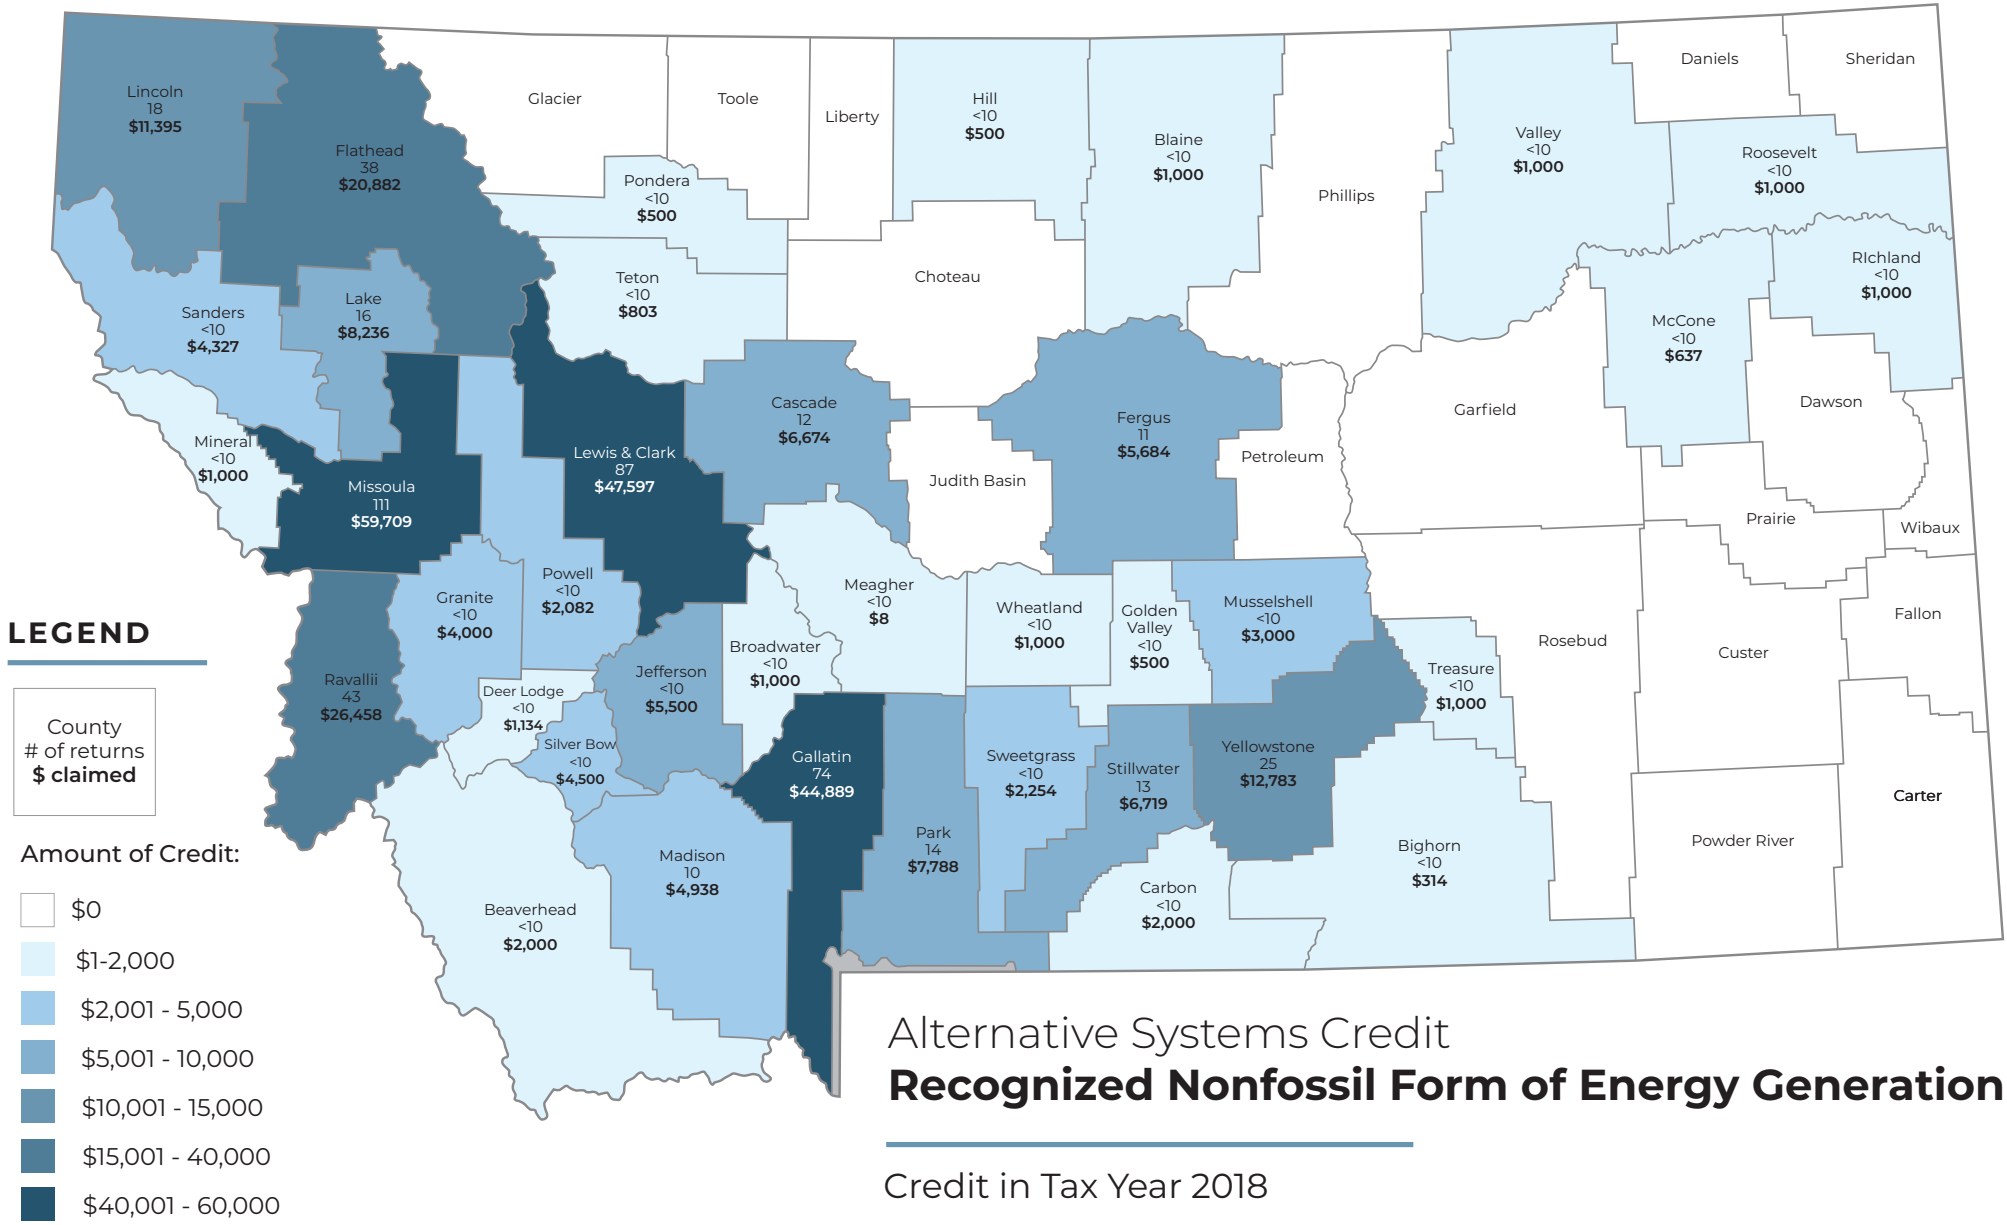 Lincoln
18
$11,395
Flathead
38
$20,882
Glacier
Toole
Liberty
Hill
<10
$500
Blaine
<10
$1,000
Phillips
Valley
<10
$1,000
Daniels
Sheridan
Roosevelt
<10
$1,000
Pondera
<10
$500
Teton
<10
$803
Choteau
RIchland
<10
$1,000
McCone
<10
$637
Sanders
<10
$4,327
Lake
16
$8,236
Cascade
12
$6,674
Fergus
11
$5,684
Garfield
Dawson
Mineral
<10
$1,000
Missoula
111
$59,709
Lewis & Clark
87
$47,597
Judith Basin
Petroleum
Prairie
Wibaux
Granite
<10
$4,000
Powell
<10
$2,082
Meagher
<10
$8
Wheatland
<10
$1,000
Golden
Valley
<10
$500
Musselshell
<10
$3,000
Rosebud
Custer
Fallon
Ravallii
43
$26,458
Deer Lodge
<10
$1,134
Jefferson
<10
$5,500
Broadwater
<10
$1,000
Treasure
<10
$1,000
Silver Bow
<10
$4,500
Gallatin
74
$44,889
Sweetgrass
<10
$2,254
Stillwater
13
$6,719
Yellowstone
25
$12,783
Carter
Powder River
Park
14
$7,788
Madison
10
$4,938
Bighorn
<10
$314
Carbon
<10
$2,000
Beaverhead
<10
$2,000
LEGEND
County
# of returns
$ claimed
Amount of Credit:
$0
$1-2,000
$2,001 - 5,000
$5,001 - 10,000
$10,001 - 15,000
$15,001 - 40,000
$40,001 - 60,000
Alternative Systems Credit
Recognized Nonfossil Form of Energy Generation
Credit in Tax Year 2018